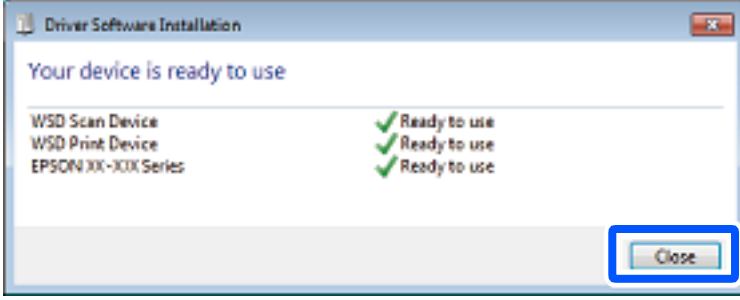 Driver Software Installation
Your device is ready to use
WSD Scan Device Ready to use
WSD Print Device Ready to use
EPSON XX-XXX Series Ready to use
Close